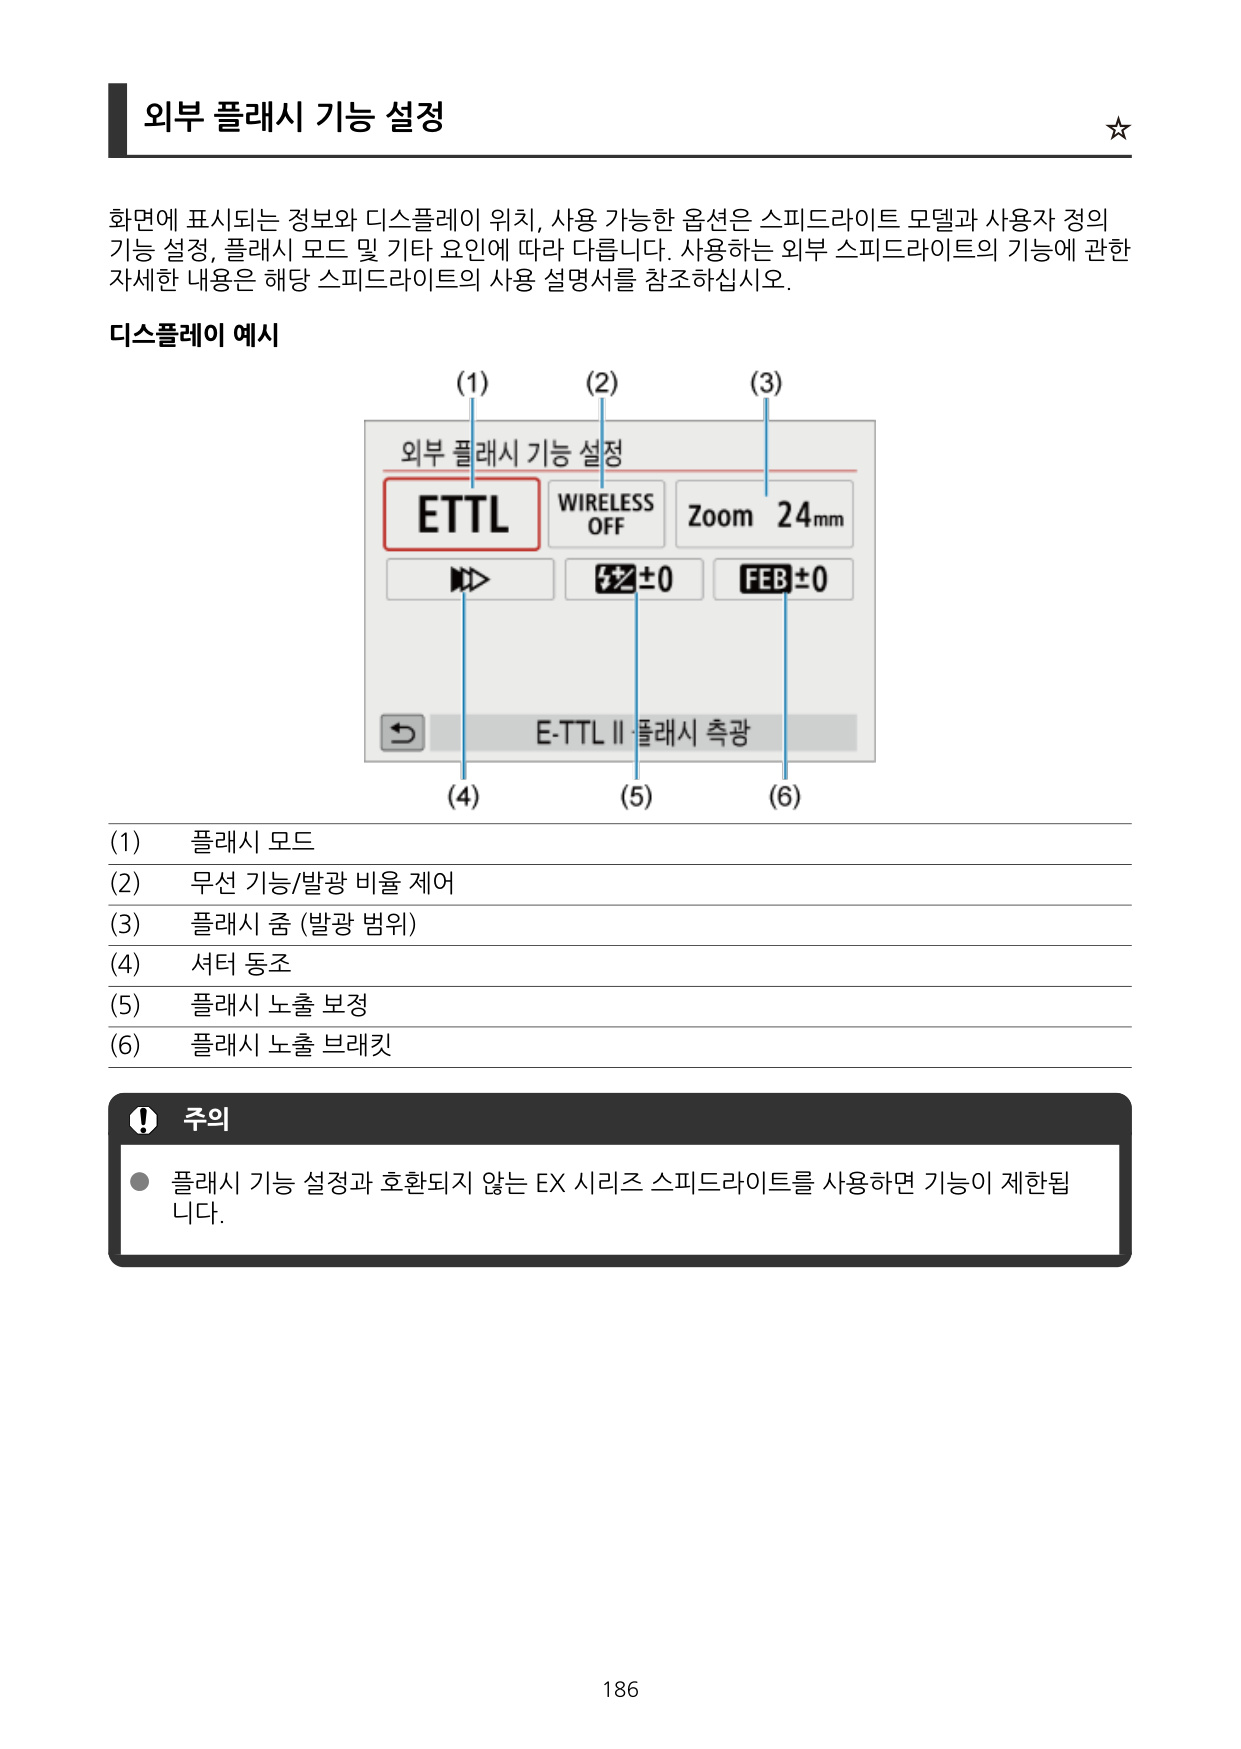 외부 플래시 기능 설정
☆
화면에 표시되는 정보와 디스플레이 위치, 사용 가능한 옵션은 스피드라이트 모델과 사용자 정의
기능 설정, 플래시 모드 및 기타 요인에 따라 다릅니다. 사용하는 외부 스피드라이트의 기능에 관한
자세한 내용은 해당 스피드라이트의 사용 설명서를 참조하십시오.
디스플레이 예시
(1) (2) (3)
외부 플래시 기능 설정
ETTL WIRELESS OFF Zoom 24mm
±0 FEB±0
E-TTL II 플래시 측광
(4) (5) (6)
(1) 플래시 모드
(2) 무선 기능/발광 비율 제어
(3) 플래시 줌 (발광 범위)
(4) 셔터 동조
(5) 플래시 노출 보정
(6) 플래시 노출 브래킷
주의
● 플래시 기능 설정과 호환되지 않는 EX 시리즈 스피드라이트를 사용하면 기능이 제한됩
니다.
186